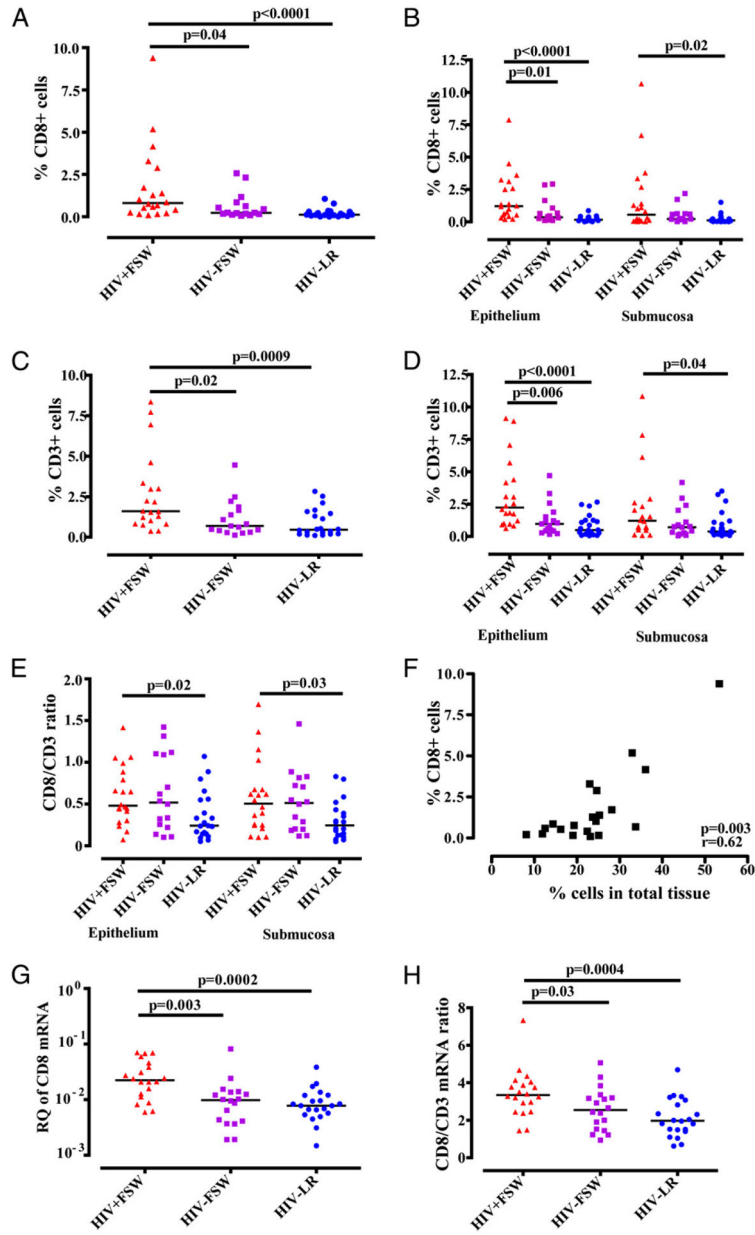 A
p<0.0001
p=0.04
10.0
7.5
5.0
2.5
0.0
% CD8+ cells
HIV+FSW
HIV-FSW
HIV-LR
B
p<0.0001
p=0.01
p=0.02
12.5
10.0
7.5
5.0
2.5
0.0
% CD8+ cells
HIV+FSW
HIV-FSW
HIV-LR
HIV+FSW
HIV-FSW
HIV-LR
Epithelium
Submucosa
C
p=0.0009
p=0.02
10.0
7.5
5.0
2.5
0.0
% CD3+ cells
HIV+FSW
HIV-FSW
HIV-LR
D
p<0.0001
p=0.006
p=0.04
12.5
10.0
7.5
5.0
2.5
0.0
% CD3+ cells
HIV+FSW
HIV-FSW
HIV-LR
HIV+FSW
HIV-FSW
HIV-LR
Epithelium
Submucosa
E
p=0.02
p=0.03
2.0
1.5
1.0
0.5
0
CD8/CD3 ratio
HIV+FSW
HIV-FSW
HIV-LR
HIV+FSW
HIV-FSW
HIV-LR
Epithelium
Submucosa
F
10.0
7.5
5.0
2.5
0.0
% CD8+ cells
p=0.003
r=0.62
0 10 20 30 40 50 60
% cells in total tissue
G
p=0.0002
p=0.003
10⁰
10⁻¹
10⁻²
10⁻³
RQ of CD8 mRNA
HIV+FSW
HIV-FSW
HIV-LR
H
p=0.0004
p=0.03
8
6
4
2
0
CD8/CD3 mRNA ratio
HIV+FSW
HIV-FSW
HIV-LR